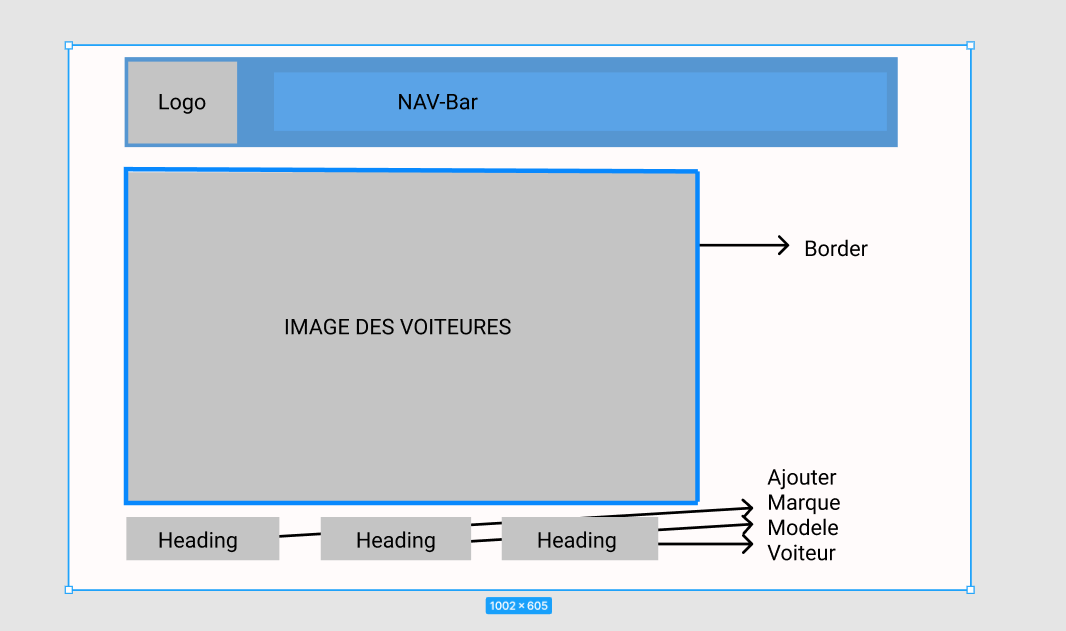 Logo
NAV-Bar
Border
IMAGE DES VOITEURES
Ajouter
Marque
Modele
Voiteur
Heading
Heading
Heading
1002 × 605